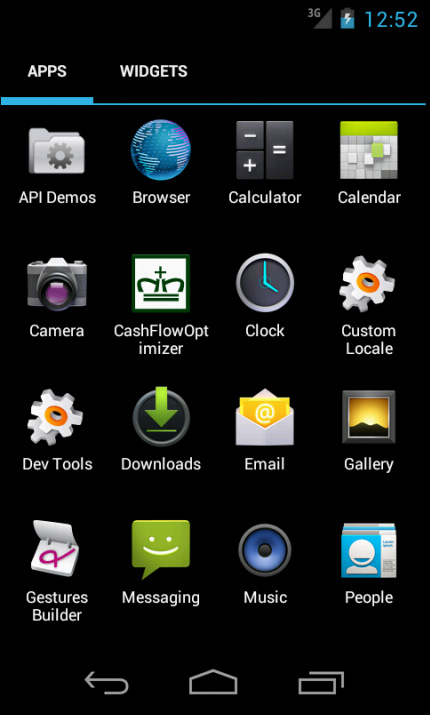 3G 12:52
APPS WIDGETS
API Demos Browser Calculator Calendar
Camera CashFlowOpt Clock Custom
imizer Locale
Dev Tools Downloads Email Gallery
Gestures Messaging Music People
Builder